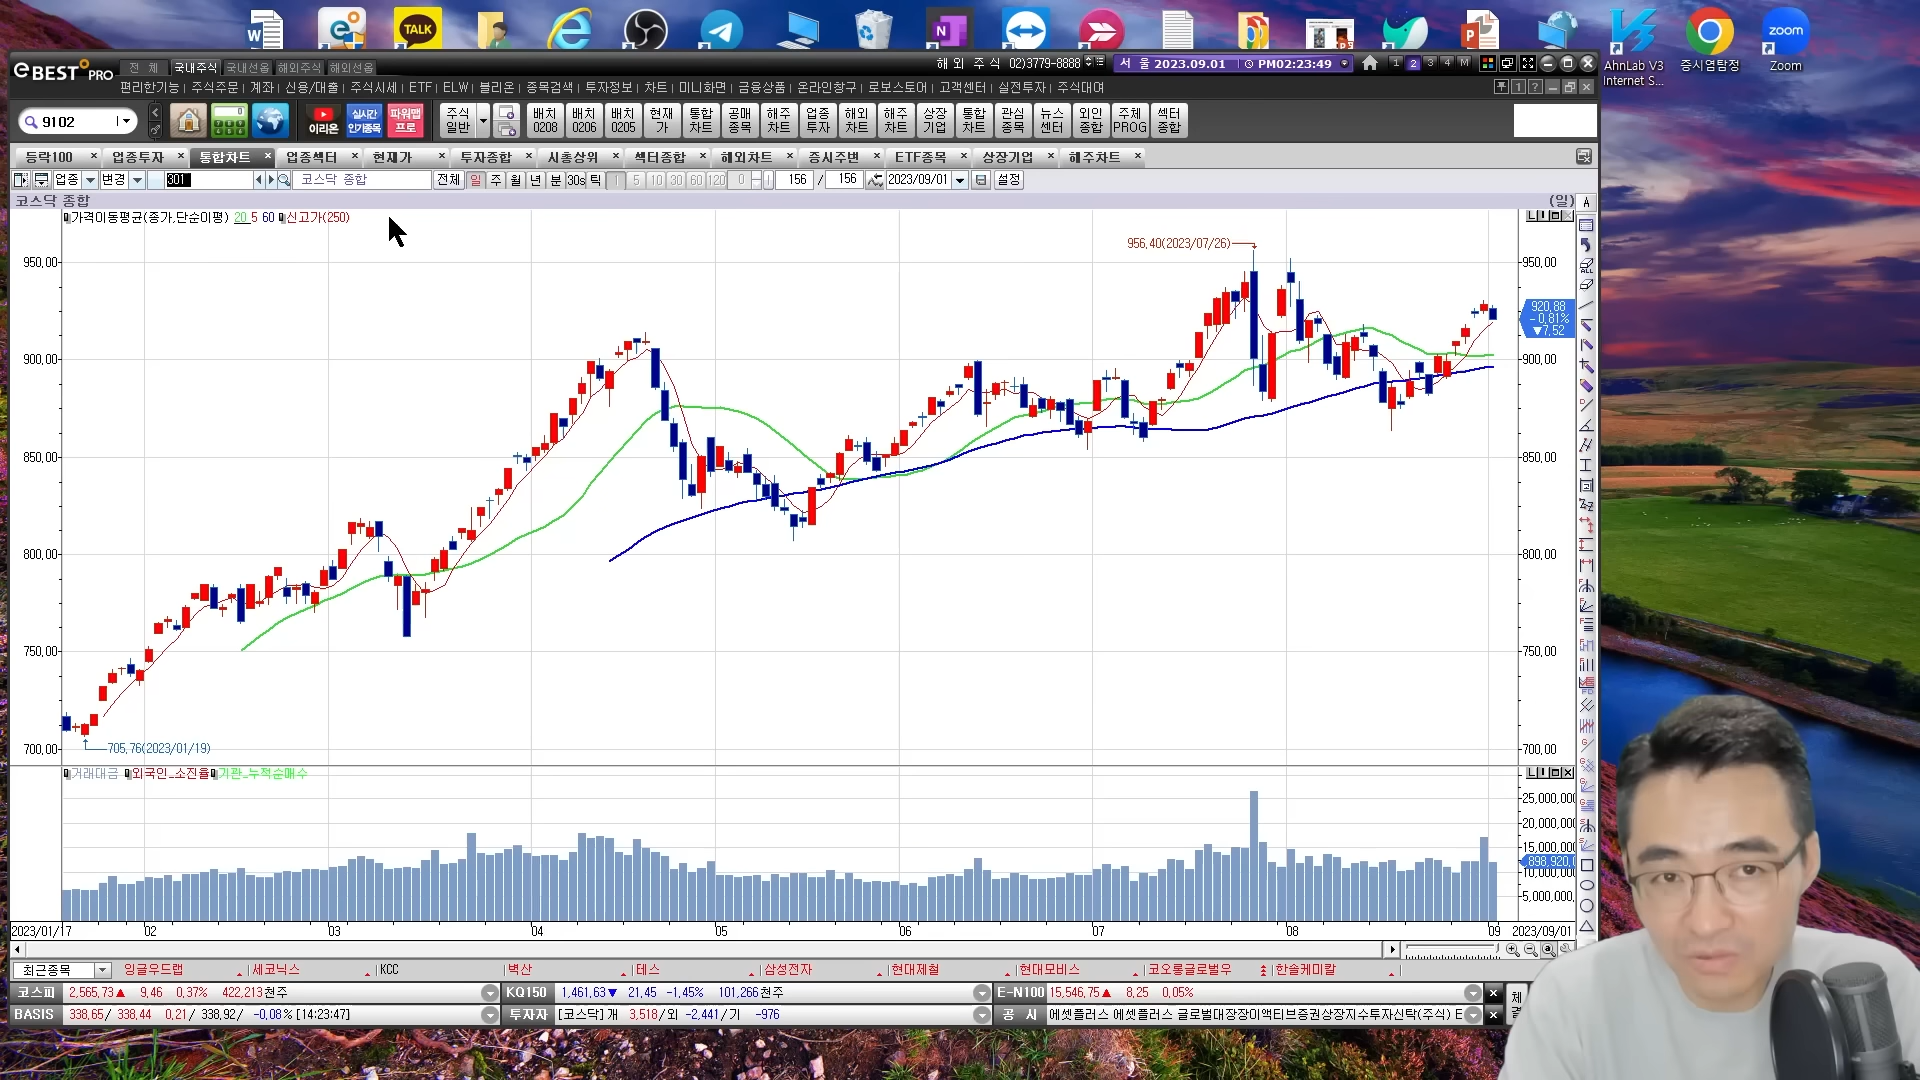 TALK
zoom
AhnLab V3
Internet S...
증시열탐정
Zoom
eBEST PRO 전 체 국내주식 국내선옵 해외주식 해외선옵
해 외 주 식 02)3779-8888 서 울 2023.09.01 PM02:23:49 1 2 3 4 M
편리한기능 주식주문 계좌 신용/대출 주식시세 ETF ELW 블리온 종목검색 투자정보 차트 미니화면 금융상품 온라인창구 로보스토어 고객센터 실전투자 주식대여
9102 이리온 실시간 인기종목 파워맵 프로 주식 일반 배치 0208 배치 0206 배치 0205 현재 가 통합 차트 공매 종목 해주 차트 업종 투자 해외 차트 해주 차트 상장 기업 통합 차트 관심 종목 뉴스 센터 외인 종합 주체 PROG 섹터 종합
등락100 업종투자 통합차트 업종섹터 현재가 투자종합 시총상위 섹터종합 해외차트 증시주변 ETF종목 상장기업 해주차트
업종 변경 301 코스닥 종합 전체 일 주 월 년 분 30s 틱 1 5 10 30 60 120 0 156 / 156 2023/09/01 설정
코스닥 종합 (일)
가격이동평균(종가,단순이평) 20 5 60 신고가(250)
956,40(2023/07/26)
950,00 950,00
920,88
-0,81%
▼7,52
900,00 900,00
850,00 850,00
800,00 800,00
750,00 750,00
705,76(2023/01/19)
700,00 700,00
거래대금 외국인_소진율 기관_누적순매수
25,000,000
20,000,000
15,000,000
898,920,0
10,000,000
5,000,000
2023/01/17 02 03 04 05 06 07 08 09 2023/09/01
최근종목 잉글우드랩 세코닉스 KCC 벽산 테스 삼성전자 현대제철 현대모비스 코오롱글로벌우 한솔케미칼
코스피 2,565,73▲ 9,46 0,37% 422,213천주 KQ150 1,461,63▼ 21,45 -1,45% 101,266천주 E-N100 15,546,75▲ 8,25 0,05%
BASIS 338,65/ 338,44 0,21/ 338,92/ -0,08% [14:23:47] 투자자 [코스닥]개 3,518/외 -2,441/기 -976 공 시 에셋플러스 에셋플러스 글로벌대장장이액티브증권상장지수투자신탁(주식) E